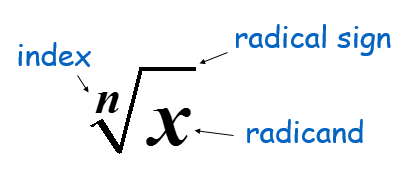 radical sign
index
n
√x
radicand